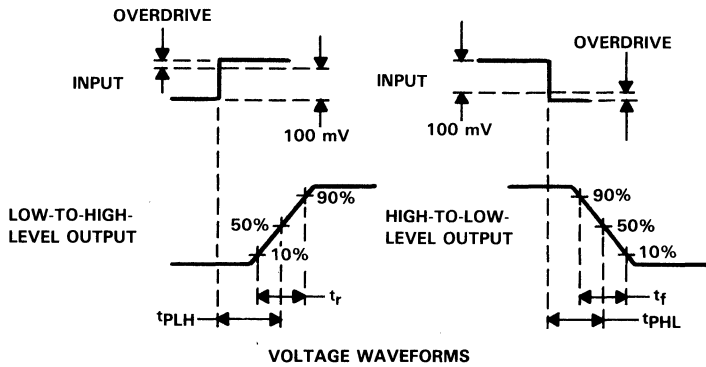 OVERDRIVE
INPUT
100 mV
OVERDRIVE
INPUT
100 mV
LOW-TO-HIGH-
LEVEL OUTPUT
90%
50%
10%
tr
tPLH
HIGH-TO-LOW-
LEVEL OUTPUT
90%
50%
10%
tf
tPHL
VOLTAGE WAVEFORMS